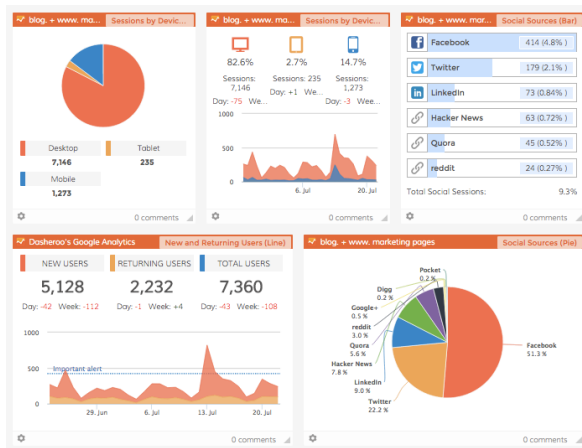 blog. + www. ma... Sessions by Devic...
Desktop
7,146
Tablet
235
Mobile
1,273
0 comments
blog. + www. ma... Sessions by Devic...
82.6% 2.7% 14.7%
Sessions: 7,146
Sessions: 235
Sessions: 1,273
Day: -75 We...
Day: +1 We...
Day: -3 We...
1000
500
0
6. Jul 20. Jul
0 comments
blog. + www. ma... Social Sources (Bar)
Facebook 414 (4.8%)
Twitter 179 (2.1%)
LinkedIn 73 (0.84%)
Hacker News 63 (0.72%)
Quora 45 (0.52%)
reddit 24 (0.27%)
Total Social Sessions: 9.3%
0 comments
Dasheroo's Google Analytics New and Returning Users (Line)
NEW USERS RETURNING USERS TOTAL USERS
5,128 2,232 7,360
Day: -42 Week: -112 Day: -1 Week: +4 Day: -43 Week: -108
1000
500
Important alert
0
29. Jun 6. Jul 13. Jul 20. Jul
0 comments
blog. + www. marketing pages Social Sources (Pie)
Pocket
0.2 %
Digg
0.2 %
Google+
0.5 %
reddit
3.0 %
Quora
5.6 %
Hacker News
7.8 %
LinkedIn
9.0 %
Twitter
22.2 %
Facebook
51.3 %
0 comments